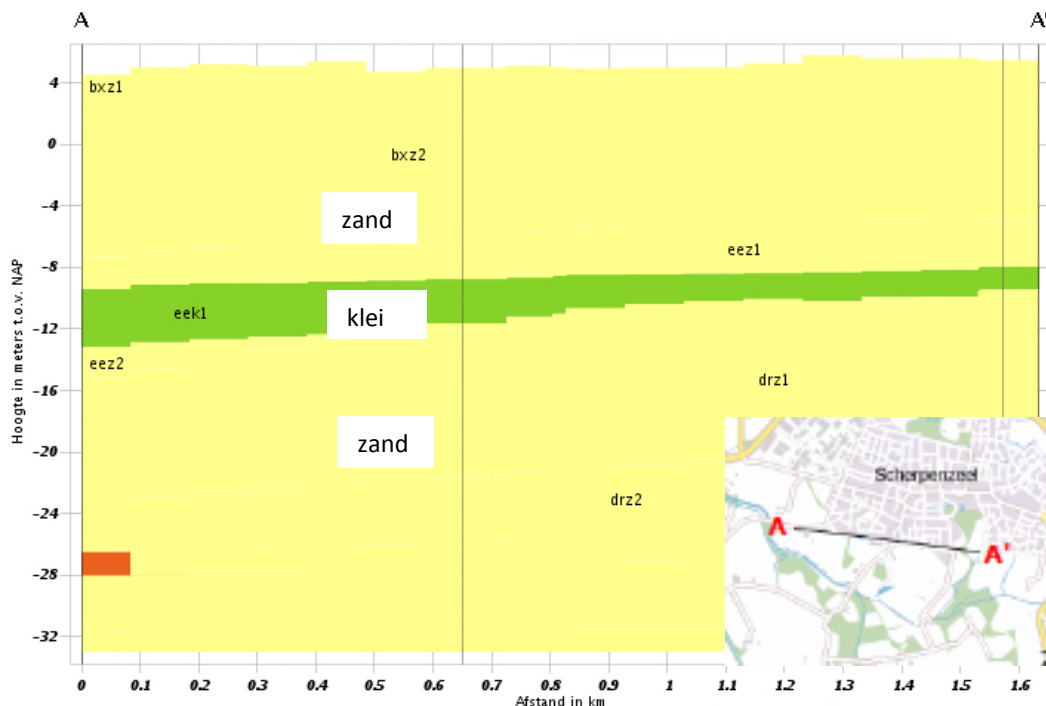 A A'
4
bxz1
0
bxz2
-4
zand
eez1
-8
eek1
klei
-12
eez2
-16
drz1
-20
zand
Scherpenzeel
-24
drz2
A
A'
-28
-32
Hoogte in meters t.o.v. NAP
0 0.1 0.2 0.3 0.4 0.5 0.6 0.7 0.8 0.9 1 1.1 1.2 1.3 1.4 1.5 1.6
Afstand in km